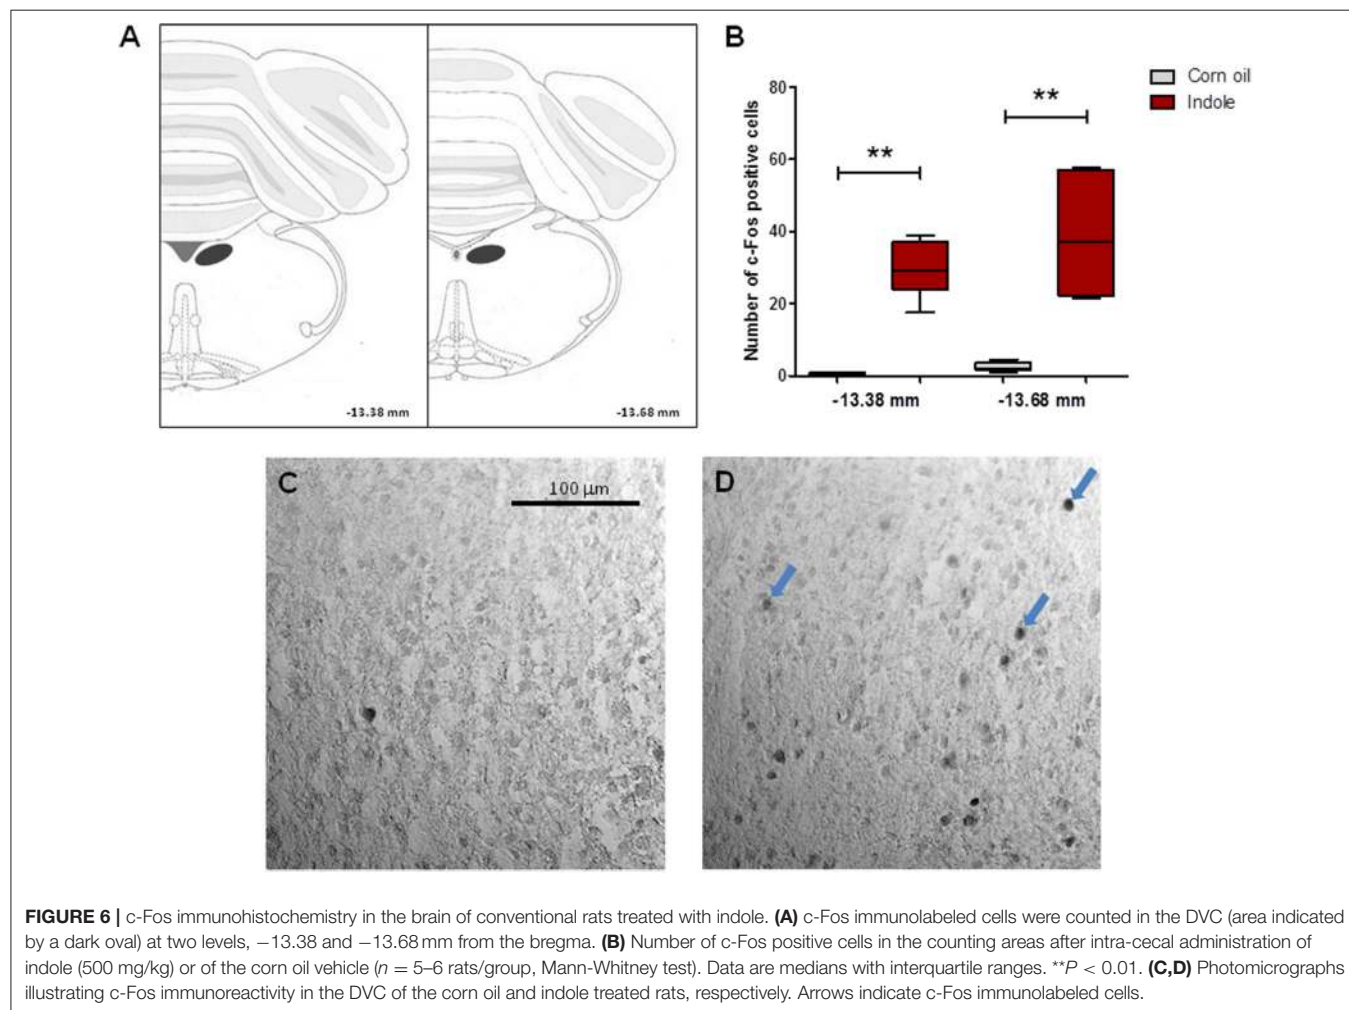 A
-13.38 mm
-13.68 mm
B
Number of c-Fos positive cells
80
60
40
20
0
**
**
-13.38 mm
-13.68 mm
Corn oil
Indole
C
100 µm
D
FIGURE 6 | c-Fos immunohistochemistry in the brain of conventional rats treated with indole. (A) c-Fos immunolabeled cells were counted in the DVC (area indicated
by a dark oval) at two levels, −13.38 and −13.68 mm from the bregma. (B) Number of c-Fos positive cells in the counting areas after intra-cecal administration of
indole (500 mg/kg) or of the corn oil vehicle (n = 5–6 rats/group, Mann-Whitney test). Data are medians with interquartile ranges. **P < 0.01. (C,D) Photomicrographs
illustrating c-Fos immunoreactivity in the DVC of the corn oil and indole treated rats, respectively. Arrows indicate c-Fos immunolabeled cells.